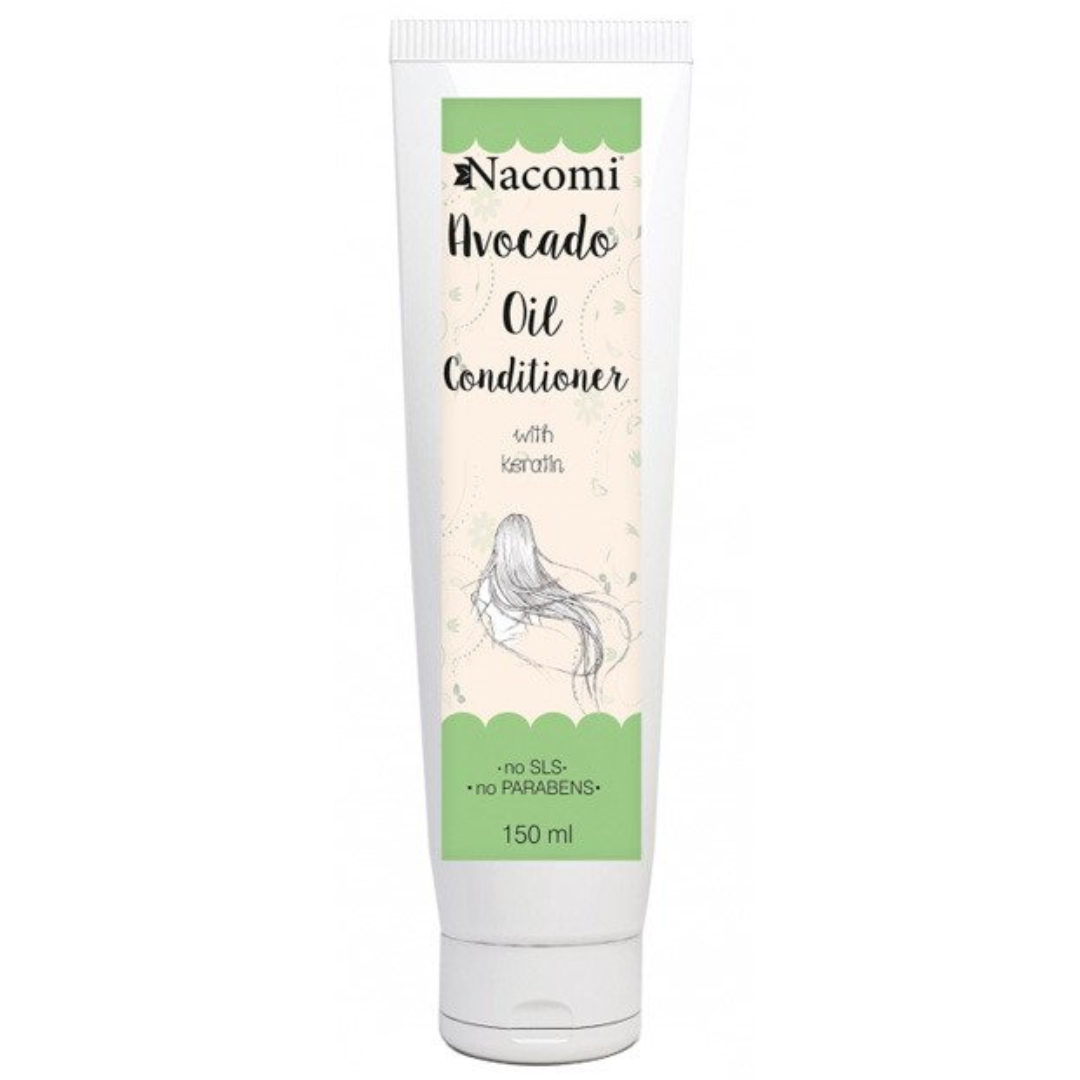 Nacomi®
Avocado
Oil
Conditioner
with
keratin
·no SLS·
•no PARABENS•
150 ml